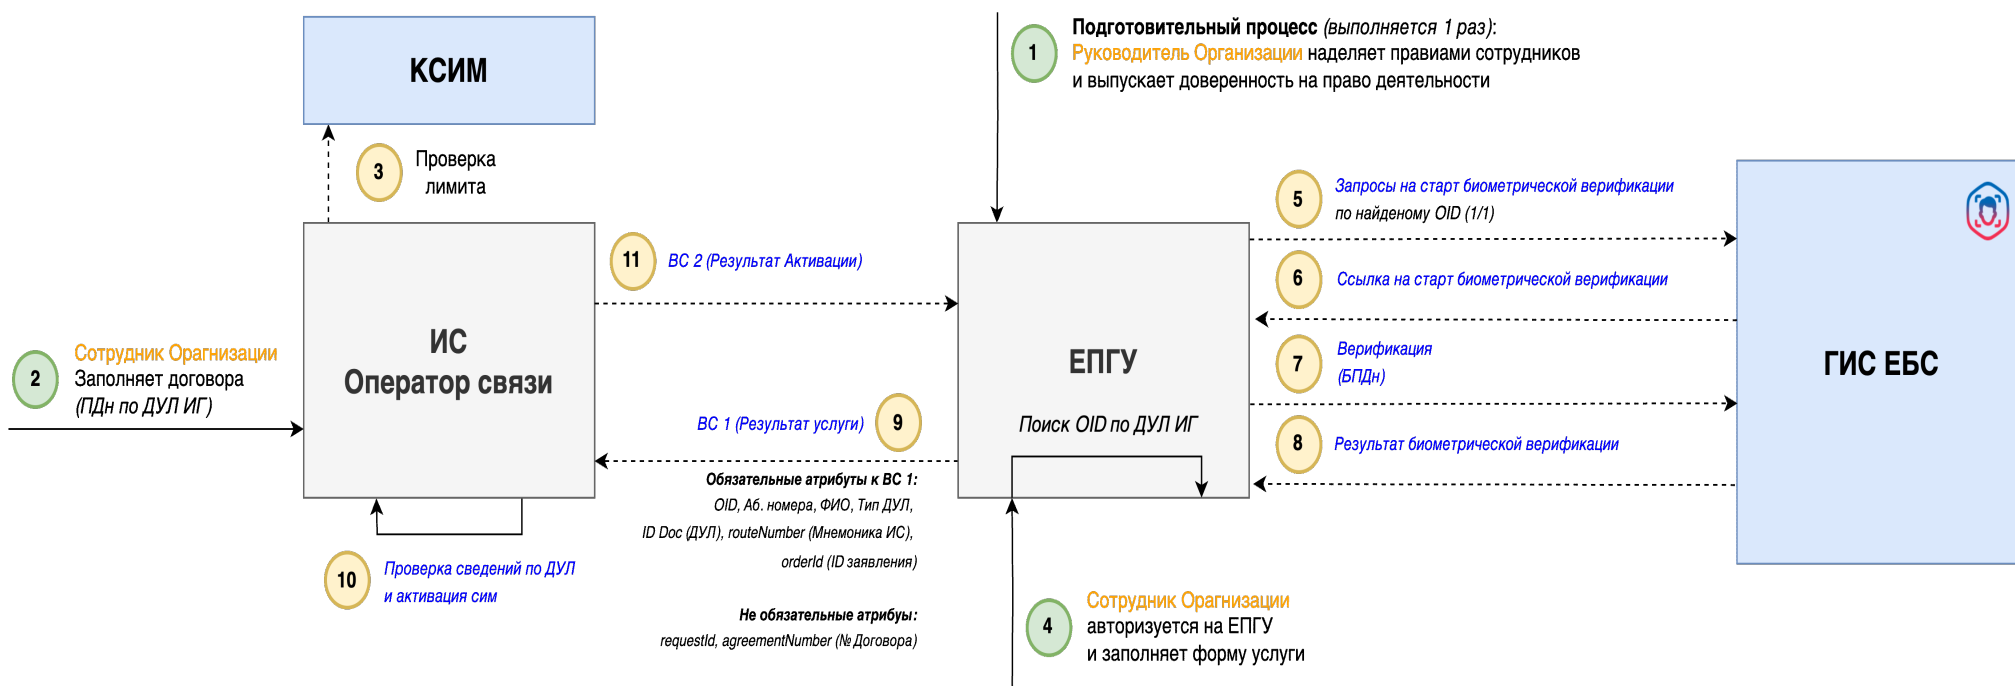 1
Подготовительный процесс (выполняется 1 раз):
Руководитель Организации наделяет правиами сотрудников
и выпускает доверенность на право деятельности
КСИМ
3
Проверка
лимита
2
Сотрудник Орагнизации
Заполняет договора
(ПДн по ДУЛ ИГ)
ИС
Оператор связи
11
ВС 2 (Результат Активации)
9
ВС 1 (Результат услуги)
Обязательные атрибуты к ВС 1:
OID, Аб. номера, ФИО, Тип ДУЛ,
ID Doc (ДУЛ), routeNumber (Мнемоника ИС),
orderId (ID заявления)
Не обязательные атрибуы:
requestId, agreementNumber (№ Договора)
10
Проверка сведений по ДУЛ
и активация сим
ЕПГУ
Поиск OID по ДУЛ ИГ
4
Сотрудник Орагнизации
авторизуется на ЕПГУ
и заполняет форму услуги
5
Запросы на старт биометрической верификации
по найденому OID (1/1)
6
Ссылка на старт биометрической верификации
7
Верификация
(БПДн)
8
Результат биометрической верификации
ГИС ЕБС